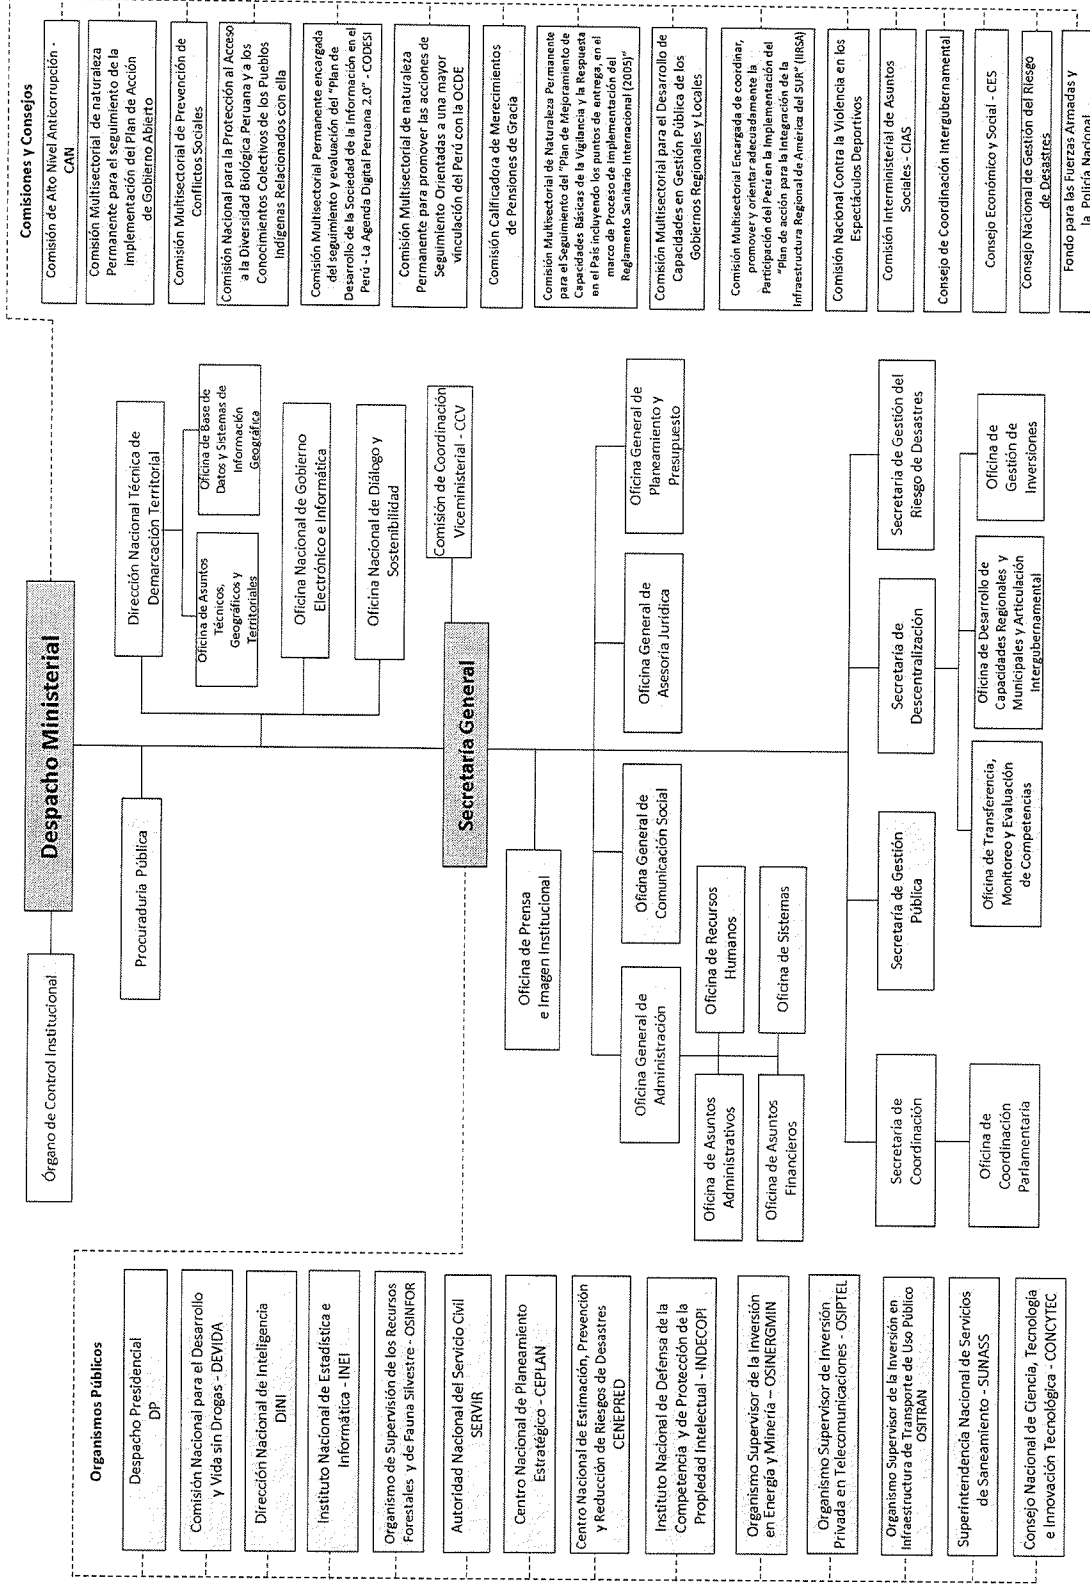 Despacho Ministerial
Órgano de Control Institucional
Procuraduría Pública
Dirección Nacional Técnica de
Demarcación Territorial
Oficina de Asuntos
Técnicos,
Geográficos y
Territoriales
Oficina de Base de
Datos y Sistemas de
Información
Geográfica
Oficina Nacional de Gobierno
Electrónico e Informática
Oficina Nacional de Diálogo y
Sostenibilidad
Secretaría General
Comisión de Coordinación
Viceministerial - CCV
Oficina de Prensa
e Imagen Institucional
Oficina General de
Administración
Oficina General de
Comunicación Social
Oficina General de
Asesoría Jurídica
Oficina General de
Planeamiento y
Presupuesto
Oficina de Asuntos
Administrativos
Oficina de Recursos
Humanos
Oficina de Asuntos
Financieros
Oficina de Sistemas
Secretaría de
Coordinación
Secretaría de Gestión
Pública
Secretaría de
Descentralización
Secretaría de Gestión del
Riesgo de Desastres
Oficina de
Coordinación
Parlamentaria
Oficina de Transferencia,
Monitoreo y Evaluación
de Competencias
Oficina de Desarrollo de
Capacidades Regionales y
Municipales y Articulación
Intergubernamental
Oficina de
Gestión de
Inversiones
Organismos Públicos
Despacho Presidencial
DP
Comisión Nacional para el Desarrollo
y Vida sin Drogas - DEVIDA
Dirección Nacional de Inteligencia
DINI
Instituto Nacional de Estadística e
Informática - INEI
Organismo de Supervisión de los Recursos
Forestales y de Fauna Silvestre - OSINFOR
Autoridad Nacional del Servicio Civil
SERVIR
Centro Nacional de Planeamiento
Estratégico - CEPLAN
Centro Nacional de Estimación, Prevención
y Reducción de Riesgos de Desastres
CENEPRED
Instituto Nacional de Defensa de la
Competencia y de Protección de la
Propiedad Intelectual - INDECOPI
Organismo Supervisor de la Inversión
en Energía y Minería – OSINERGMIN
Organismo Supervisor de Inversión
Privada en Telecomunicaciones - OSIPTEL
Organismo Supervisor de la Inversión en
Infraestructura de Transporte de Uso Público
OSITRAN
Superintendencia Nacional de Servicios
de Saneamiento - SUNASS
Consejo Nacional de Ciencia, Tecnología
e Innovación Tecnológica - CONCYTEC
Comisiones y Consejos
Comisión de Alto Nivel Anticorrupción -
CAN
Comisión Multisectorial de naturaleza
Permanente para el seguimiento de la
implementación del Plan de Acción
de Gobierno Abierto
Comisión Multisectorial de Prevención de
Conflictos Sociales
Comisión Nacional para la Protección al Acceso
a la Diversidad Biológica Peruana y a los
Conocimientos Colectivos de los Pueblos
Indígenas Relacionados con ella
Comisión Multisectorial Permanente encargada
del seguimiento y evaluación del "Plan de
Desarrollo de la Sociedad de la Información en el
Perú - La Agenda Digital Peruana 2.0" - CODESI
Comisión Multisectorial de naturaleza
Permanente para promover las acciones de
Seguimiento Orientadas a una mayor
vinculación del Perú con la OCDE
Comisión Calificadora de Merecimientos
de Pensiones de Gracia
Comisión Multisectorial de Naturaleza Permanente
para el Seguimiento del "Plan de Mejoramiento de
Capacidades Básicas de la Vigilancia y la Respuesta
en el País incluyendo los puntos de entrega, en el
marco de Proceso de Implementación del
Reglamento Sanitario Internacional (2005)"
Comisión Multisectorial para el Desarrollo de
Capacidades en Gestión Pública de los
Gobiernos Regionales y Locales
Comisión Multisectorial Encargada de coordinar,
promover y orientar adecuadamente la
Participación del Perú en la Implementación del
"Plan de acción para la Integración de la
Infraestructura Regional de América del SUR" (IIRSA)
Comisión Nacional Contra la Violencia en los
Espectáculos Deportivos
Comisión Interministerial de Asuntos
Sociales - CIAS
Consejo de Coordinación Intergubernamental
Consejo Económico y Social - CES
Consejo Nacional de Gestión del Riesgo
de Desastres
Fondo para las Fuerzas Armadas y
la Policía Nacional